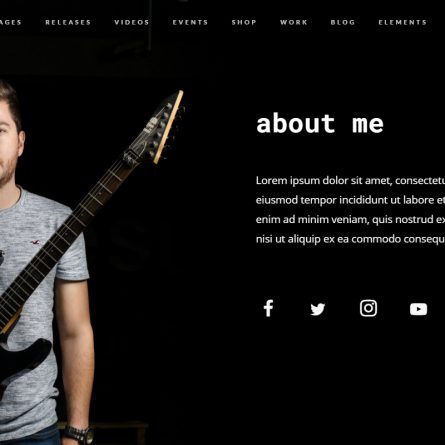 AGES RELEASES VIDEOS EVENTS SHOP WORK BLOG ELEMENTS
about me
Lorem ipsum dolor sit amet, consectetu
eiusmod tempor incididunt ut labore et
enim ad minim veniam, quis nostrud ex
nisi ut aliquip ex ea commodo consequ